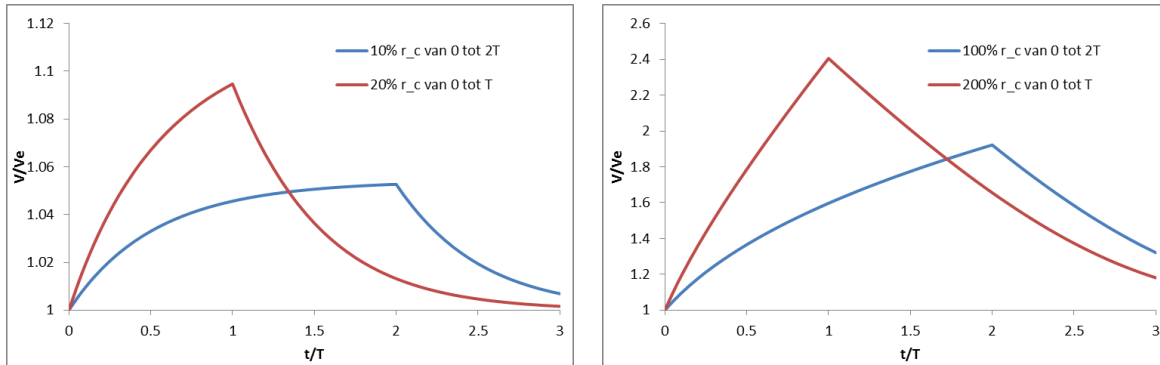 1.12
1.1
1.08
1.06
1.04
1.02
1
V/Ve
0 0.5 1 1.5 2 2.5 3
t/T
10% r_c van 0 tot 2T
20% r_c van 0 tot T
2.6
2.4
2.2
2
1.8
1.6
1.4
1.2
1
V/Ve
0 0.5 1 1.5 2 2.5 3
t/T
100% r_c van 0 tot 2T
200% r_c van 0 tot T